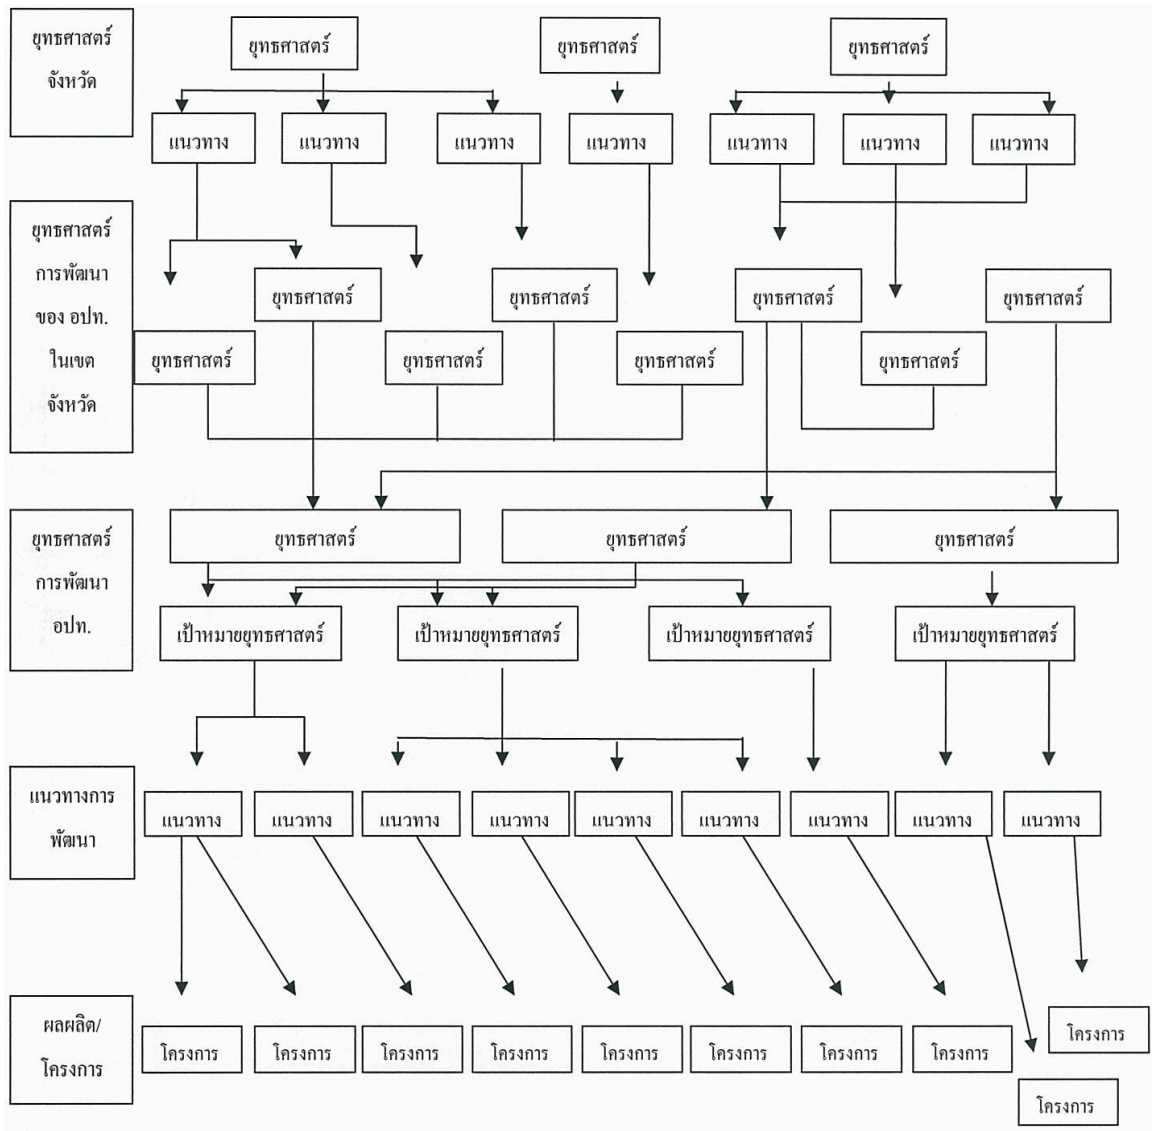 ยุทธศาสตร์
จังหวัด
ยุทธศาสตร์
ยุทธศาสตร์
ยุทธศาสตร์
แนวทาง
แนวทาง
แนวทาง
แนวทาง
แนวทาง
แนวทาง
แนวทาง
ยุทธศาสตร์
การพัฒนา
ของ อปท.
ในเขต
จังหวัด
ยุทธศาสตร์
ยุทธศาสตร์
ยุทธศาสตร์
ยุทธศาสตร์
ยุทธศาสตร์
ยุทธศาสตร์
ยุทธศาสตร์
ยุทธศาสตร์
ยุทธศาสตร์
การพัฒนา
อปท.
ยุทธศาสตร์
ยุทธศาสตร์
ยุทธศาสตร์
เป้าหมายยุทธศาสตร์
เป้าหมายยุทธศาสตร์
เป้าหมายยุทธศาสตร์
เป้าหมายยุทธศาสตร์
แนวทางการ
พัฒนา
แนวทาง
แนวทาง
แนวทาง
แนวทาง
แนวทาง
แนวทาง
แนวทาง
แนวทาง
แนวทาง
ผลผลิต/
โครงการ
โครงการ
โครงการ
โครงการ
โครงการ
โครงการ
โครงการ
โครงการ
โครงการ
โครงการ
โครงการ